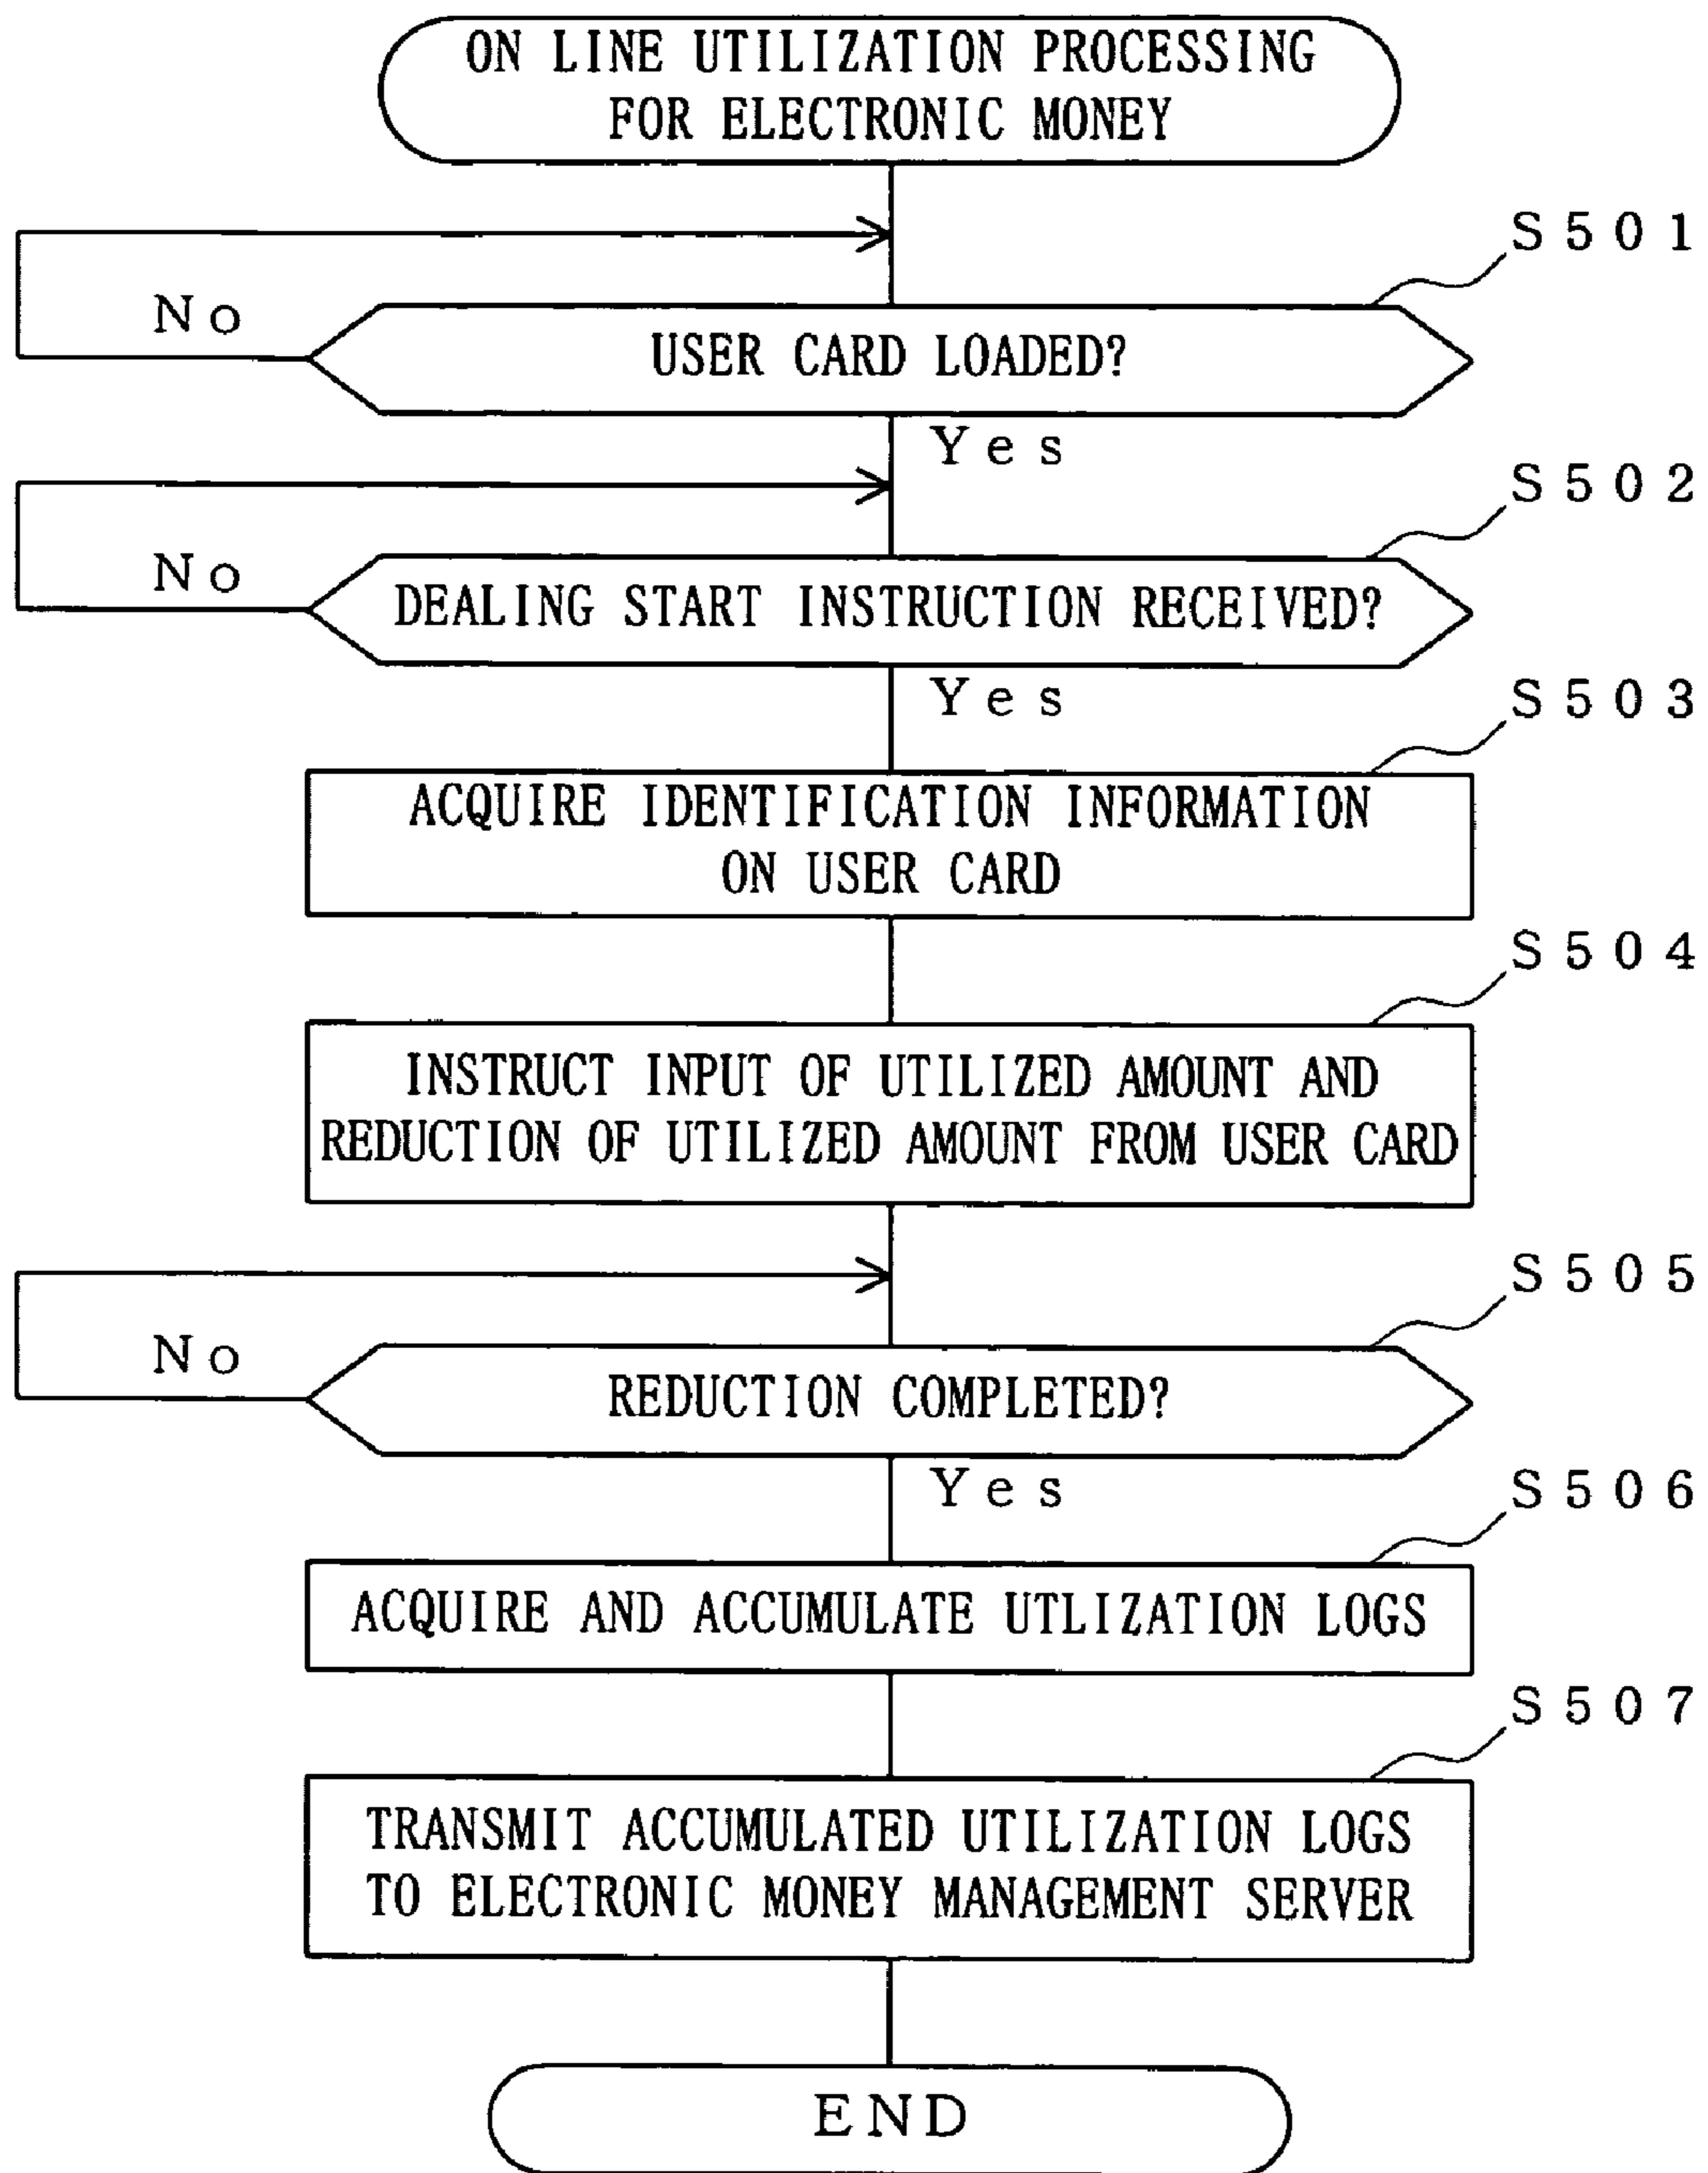 ON LINE UTILIZATION PROCESSING
FOR ELECTRONIC MONEY
S501
No
USER CARD LOADED?
Yes
S502
No
DEALING START INSTRUCTION RECEIVED?
Yes
S503
ACQUIRE IDENTIFICATION INFORMATION
ON USER CARD
S504
INSTRUCT INPUT OF UTILIZED AMOUNT AND
REDUCTION OF UTILIZED AMOUNT FROM USER CARD
S505
No
REDUCTION COMPLETED?
Yes
S506
ACQUIRE AND ACCUMULATE UTLIZATION LOGS
S507
TRANSMIT ACCUMULATED UTILIZATION LOGS
TO ELECTRONIC MONEY MANAGEMENT SERVER
END